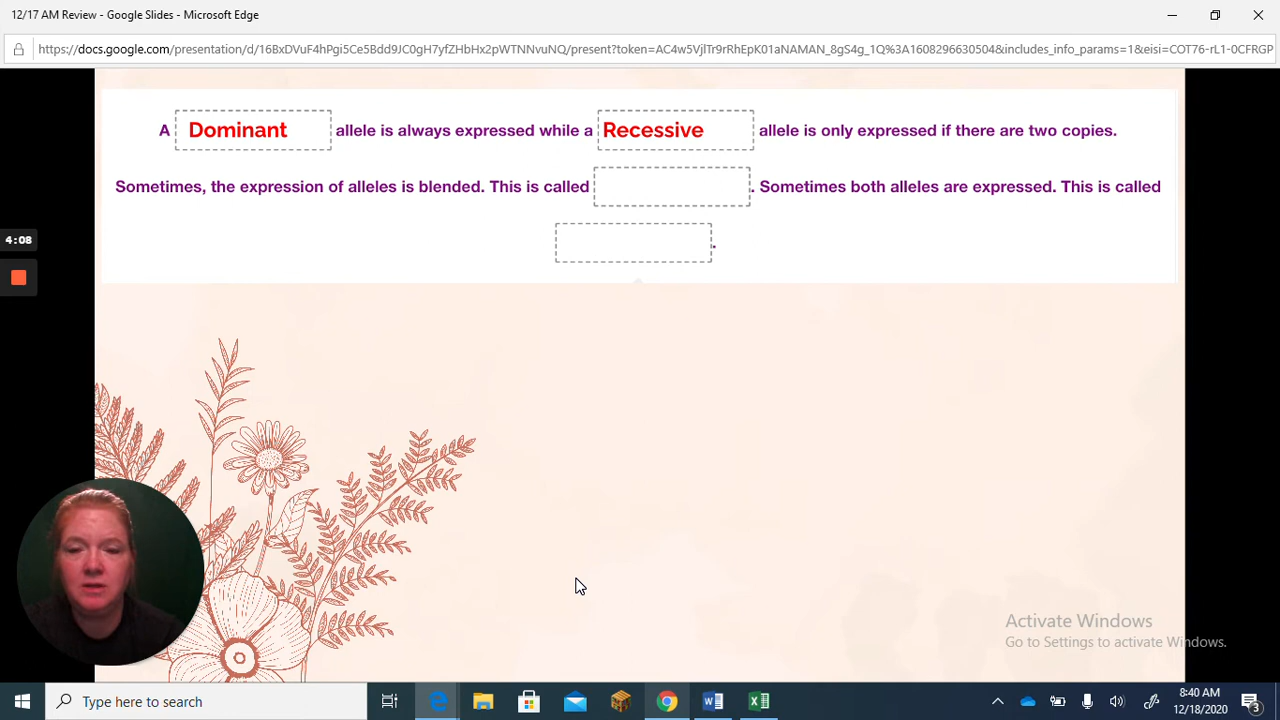 12/17 AM Review - Google Slides - Microsoft Edge
https://docs.google.com/presentation/d/16BxDVuF4hPgi5Ce5Bdd9JC0gH7yfZHbHx2pWTNNvuNQ/present?token=AC4w5VjlTr9rRhEpK01aNAMAN_8gS4g_1Q%3A1608296630504&includes_info_params=1&eisi=COT76-rL1-0CFRGP
A Dominant allele is always expressed while a Recessive allele is only expressed if there are two copies.
Sometimes, the expression of alleles is blended. This is called . Sometimes both alleles are expressed. This is called
.
4:08
Activate Windows
Go to Settings to activate Windows.
Type here to search
8:40 AM
12/18/2020
3